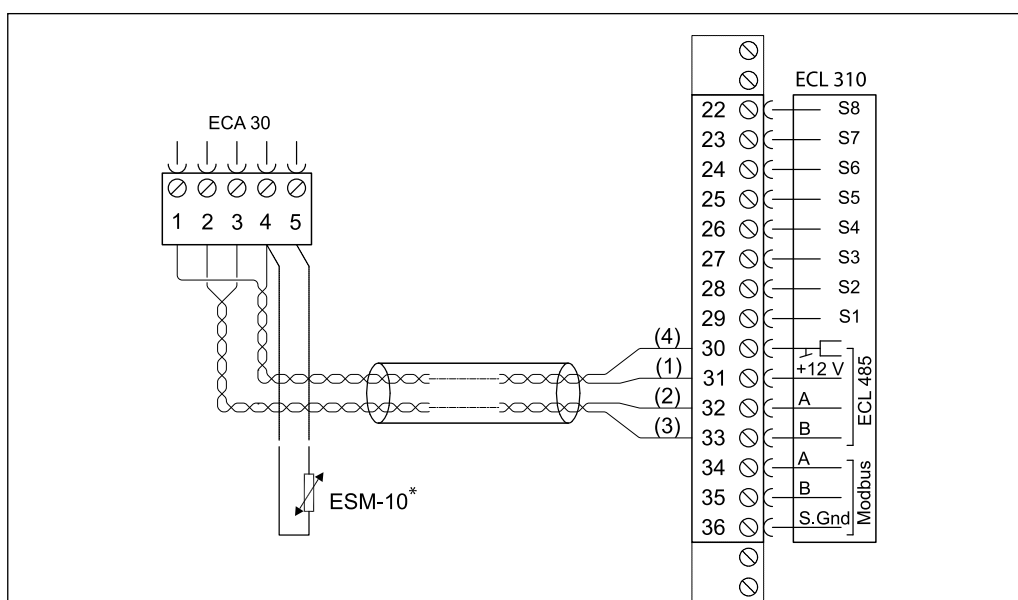 ECA 30
1 2 3 4 5
ESM-10*
ECL 310
22 S8
23 S7
24 S6
25 S5
26 S4
27 S3
28 S2
29 S1
(4) 30
(1) 31 +12 V
(2) 32 A
(3) 33 B
ECL 485
34 A
35 B
36 S.Gnd
Modbus